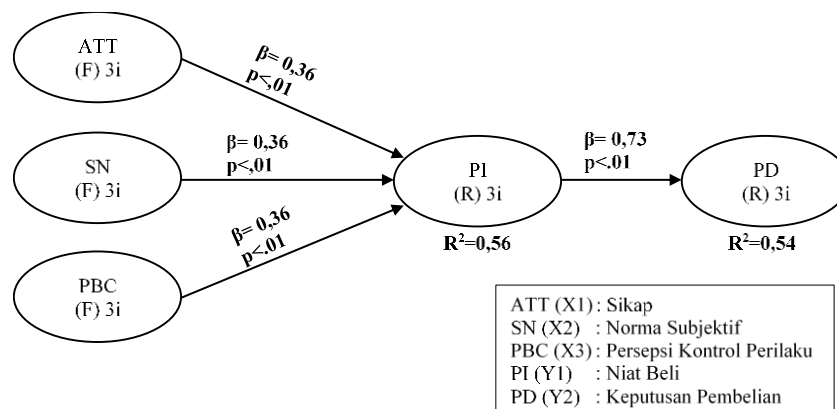 ATT
(F) 3i
β= 0,36
p<,01
SN
(F) 3i
β= 0,36
p<,01
PBC
(F) 3i
β= 0,36
p<.01
PI
(R) 3i
R²=0,56
β= 0,73
p<.01
PD
(R) 3i
R²=0,54
ATT (X1) : Sikap
SN (X2) : Norma Subjektif
PBC (X3) : Persepsi Kontrol Perilaku
PI (Y1) : Niat Beli
PD (Y2) : Keputusan Pembelian